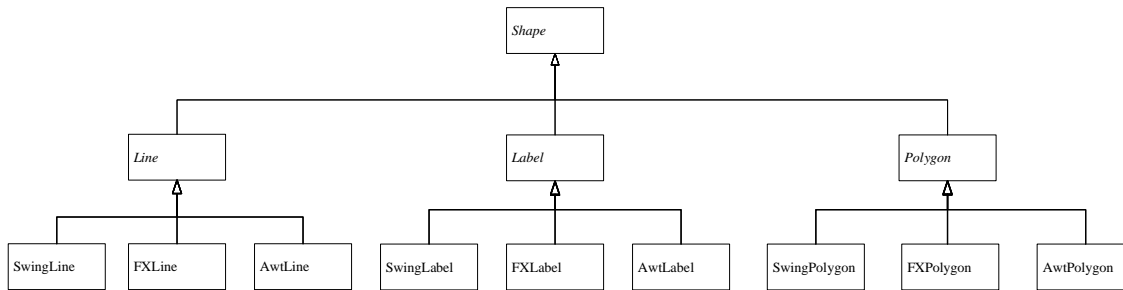 Shape
Line
Label
Polygon
SwingLine
FXLine
AwtLine
SwingLabel
FXLabel
AwtLabel
SwingPolygon
FXPolygon
AwtPolygon